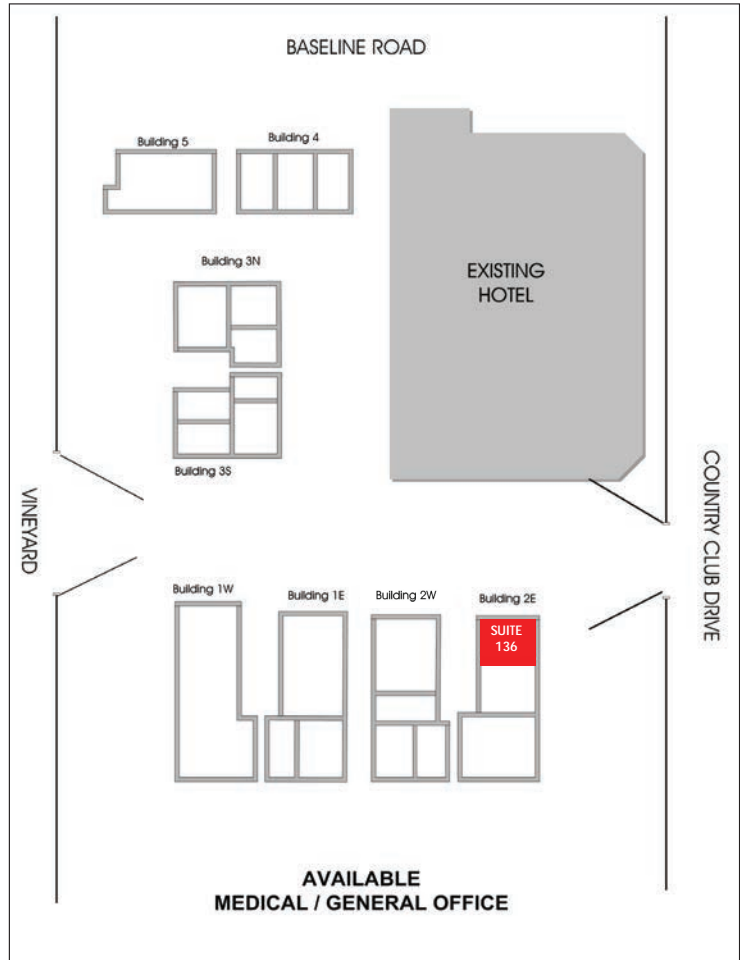 BASELINE ROAD
Building 5
Building 4
Building 3N
EXISTING
HOTEL
Building 3S
VINEYARD
COUNTRY CLUB DRIVE
Building 1W
Building 1E
Building 2W
Building 2E
SUITE
136
AVAILABLE
MEDICAL / GENERAL OFFICE